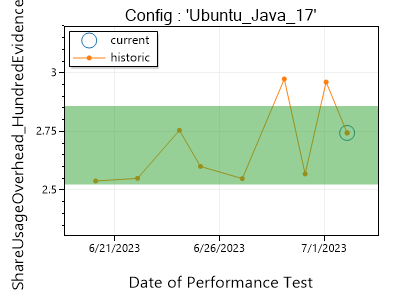 Config : 'Ubuntu_Java_17'
current
historic
ShareUsageOverhead_HundredEvidence
3
2.75
2.5
6/21/2023
6/26/2023
7/1/2023
Date of Performance Test